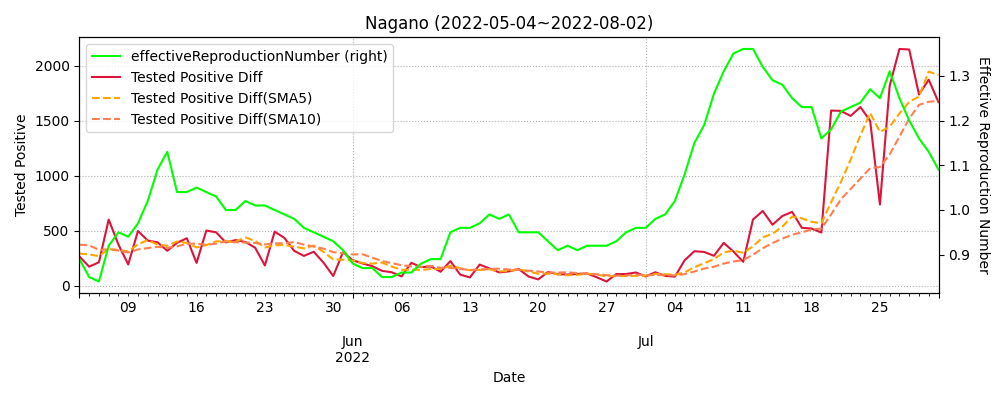 Nagano (2022-05-04~2022-08-02)
effectiveReproductionNumber (right)
Tested Positive Diff
Tested Positive Diff(SMA5)
Tested Positive Diff(SMA10)
Tested Positive
2000
1500
1000
500
0
1.3
1.2
1.1
1.0
0.9
Effective Reproduction Number
09 16 23 30 06 13 20 27 04 11 18 25
Jun Jul
2022
Date